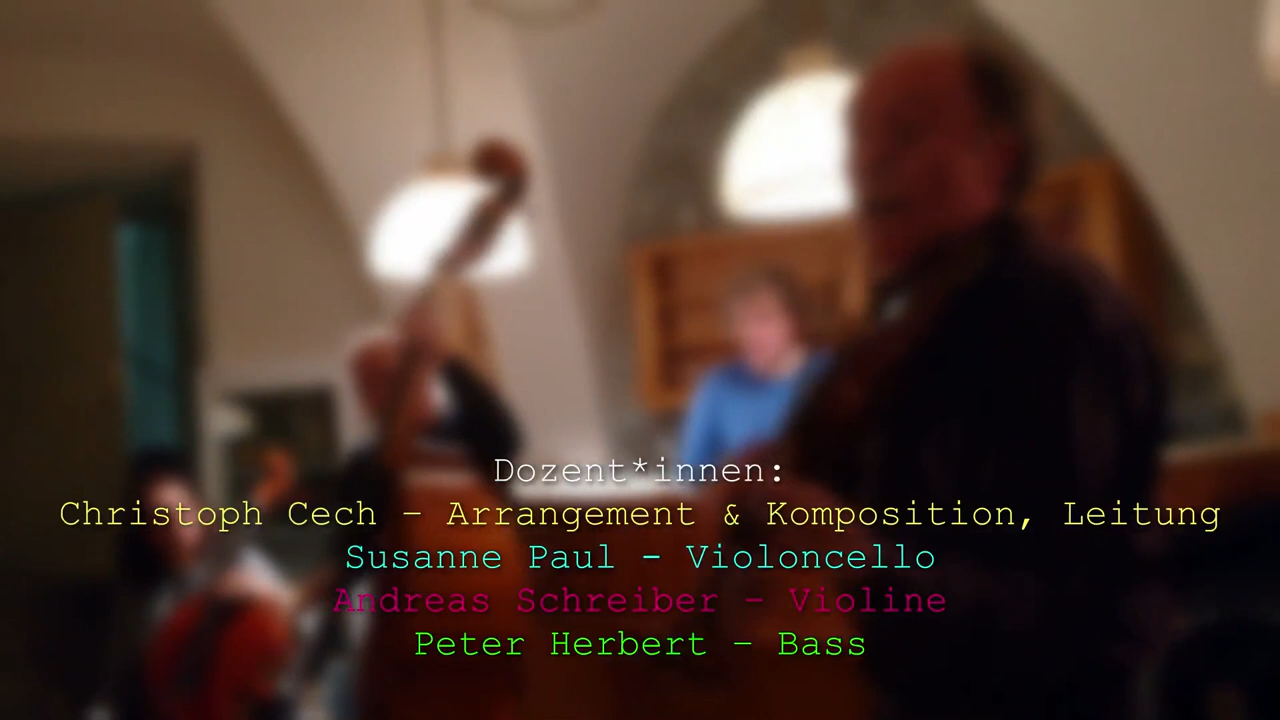 Dozent*innen:
Christoph Cech – Arrangement & Komposition, Leitung
Susanne Paul – Violoncello
Andreas Schreiber – Violine
Peter Herbert – Bass